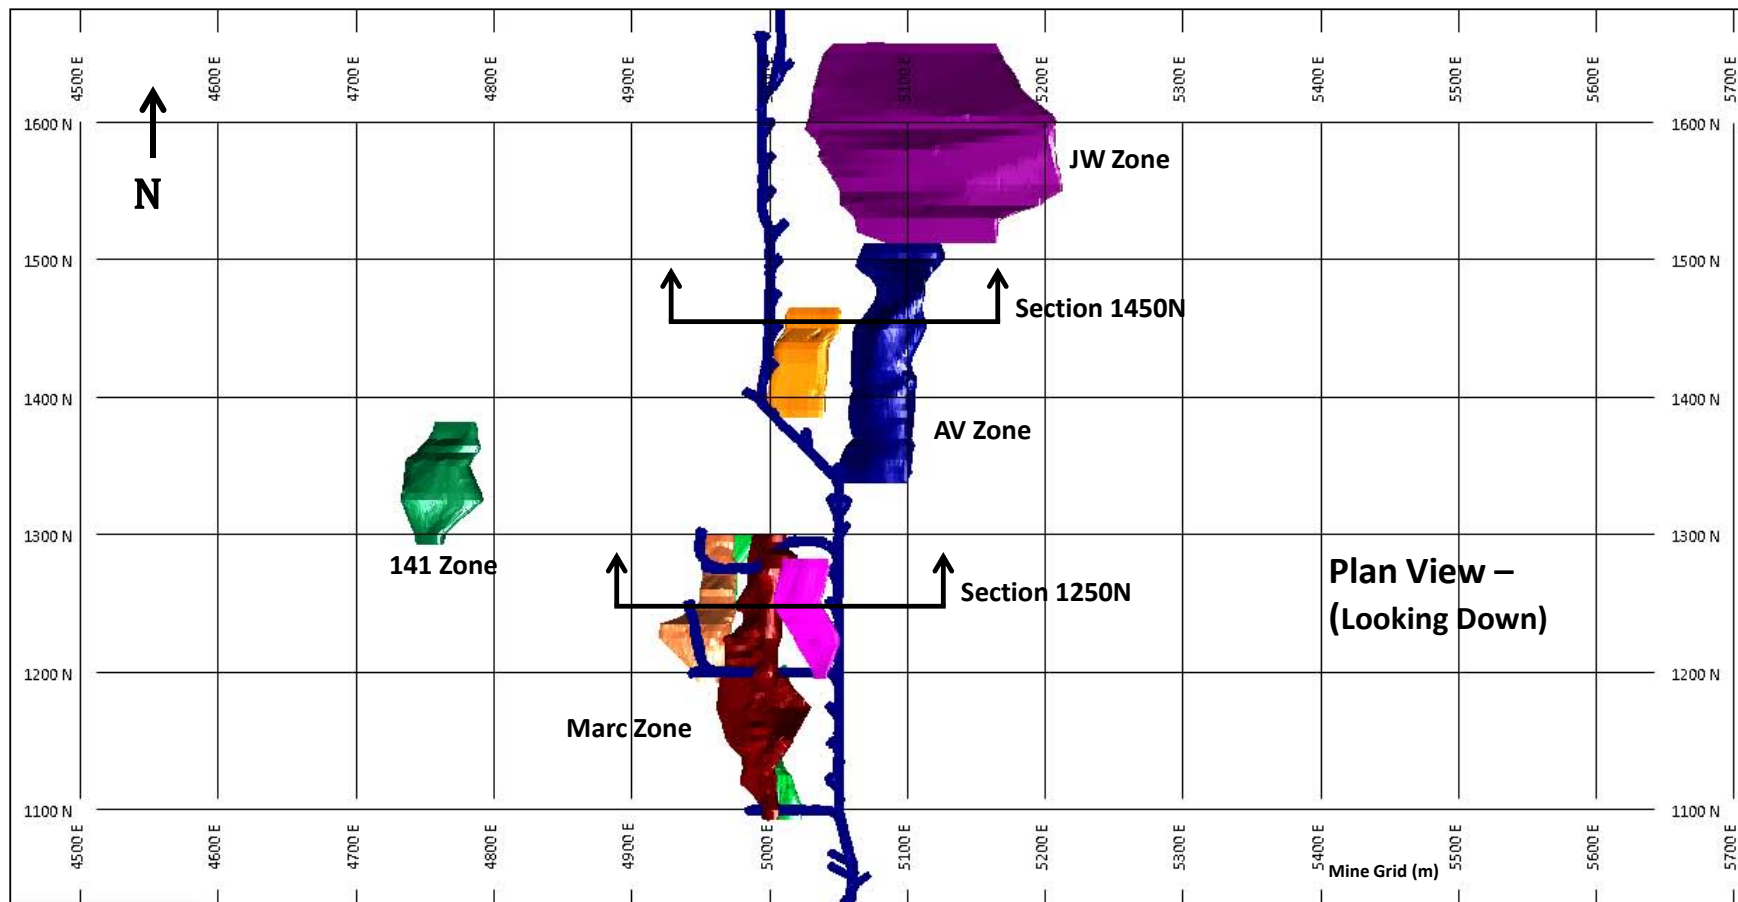 4500 E
4600 E
4700 E
4800 E
4900 E
5000 E
5100 E
5200 E
5300 E
5400 E
5500 E
5600 E
5700 E
1600 N
1600 N
JW Zone
N
1500 N
1500 N
Section 1450N
1400 N
1400 N
AV Zone
1300 N
1300 N
141 Zone
Plan View –
Section 1250N
(Looking Down)
1200 N
1200 N
Marc Zone
1100 N
1100 N
4500 E
4600 E
4700 E
4800 E
4900 E
5000 E
5100 E
5200 E
5300 E
5400 E
5500 E
5600 E
5700 E
Mine Grid (m)